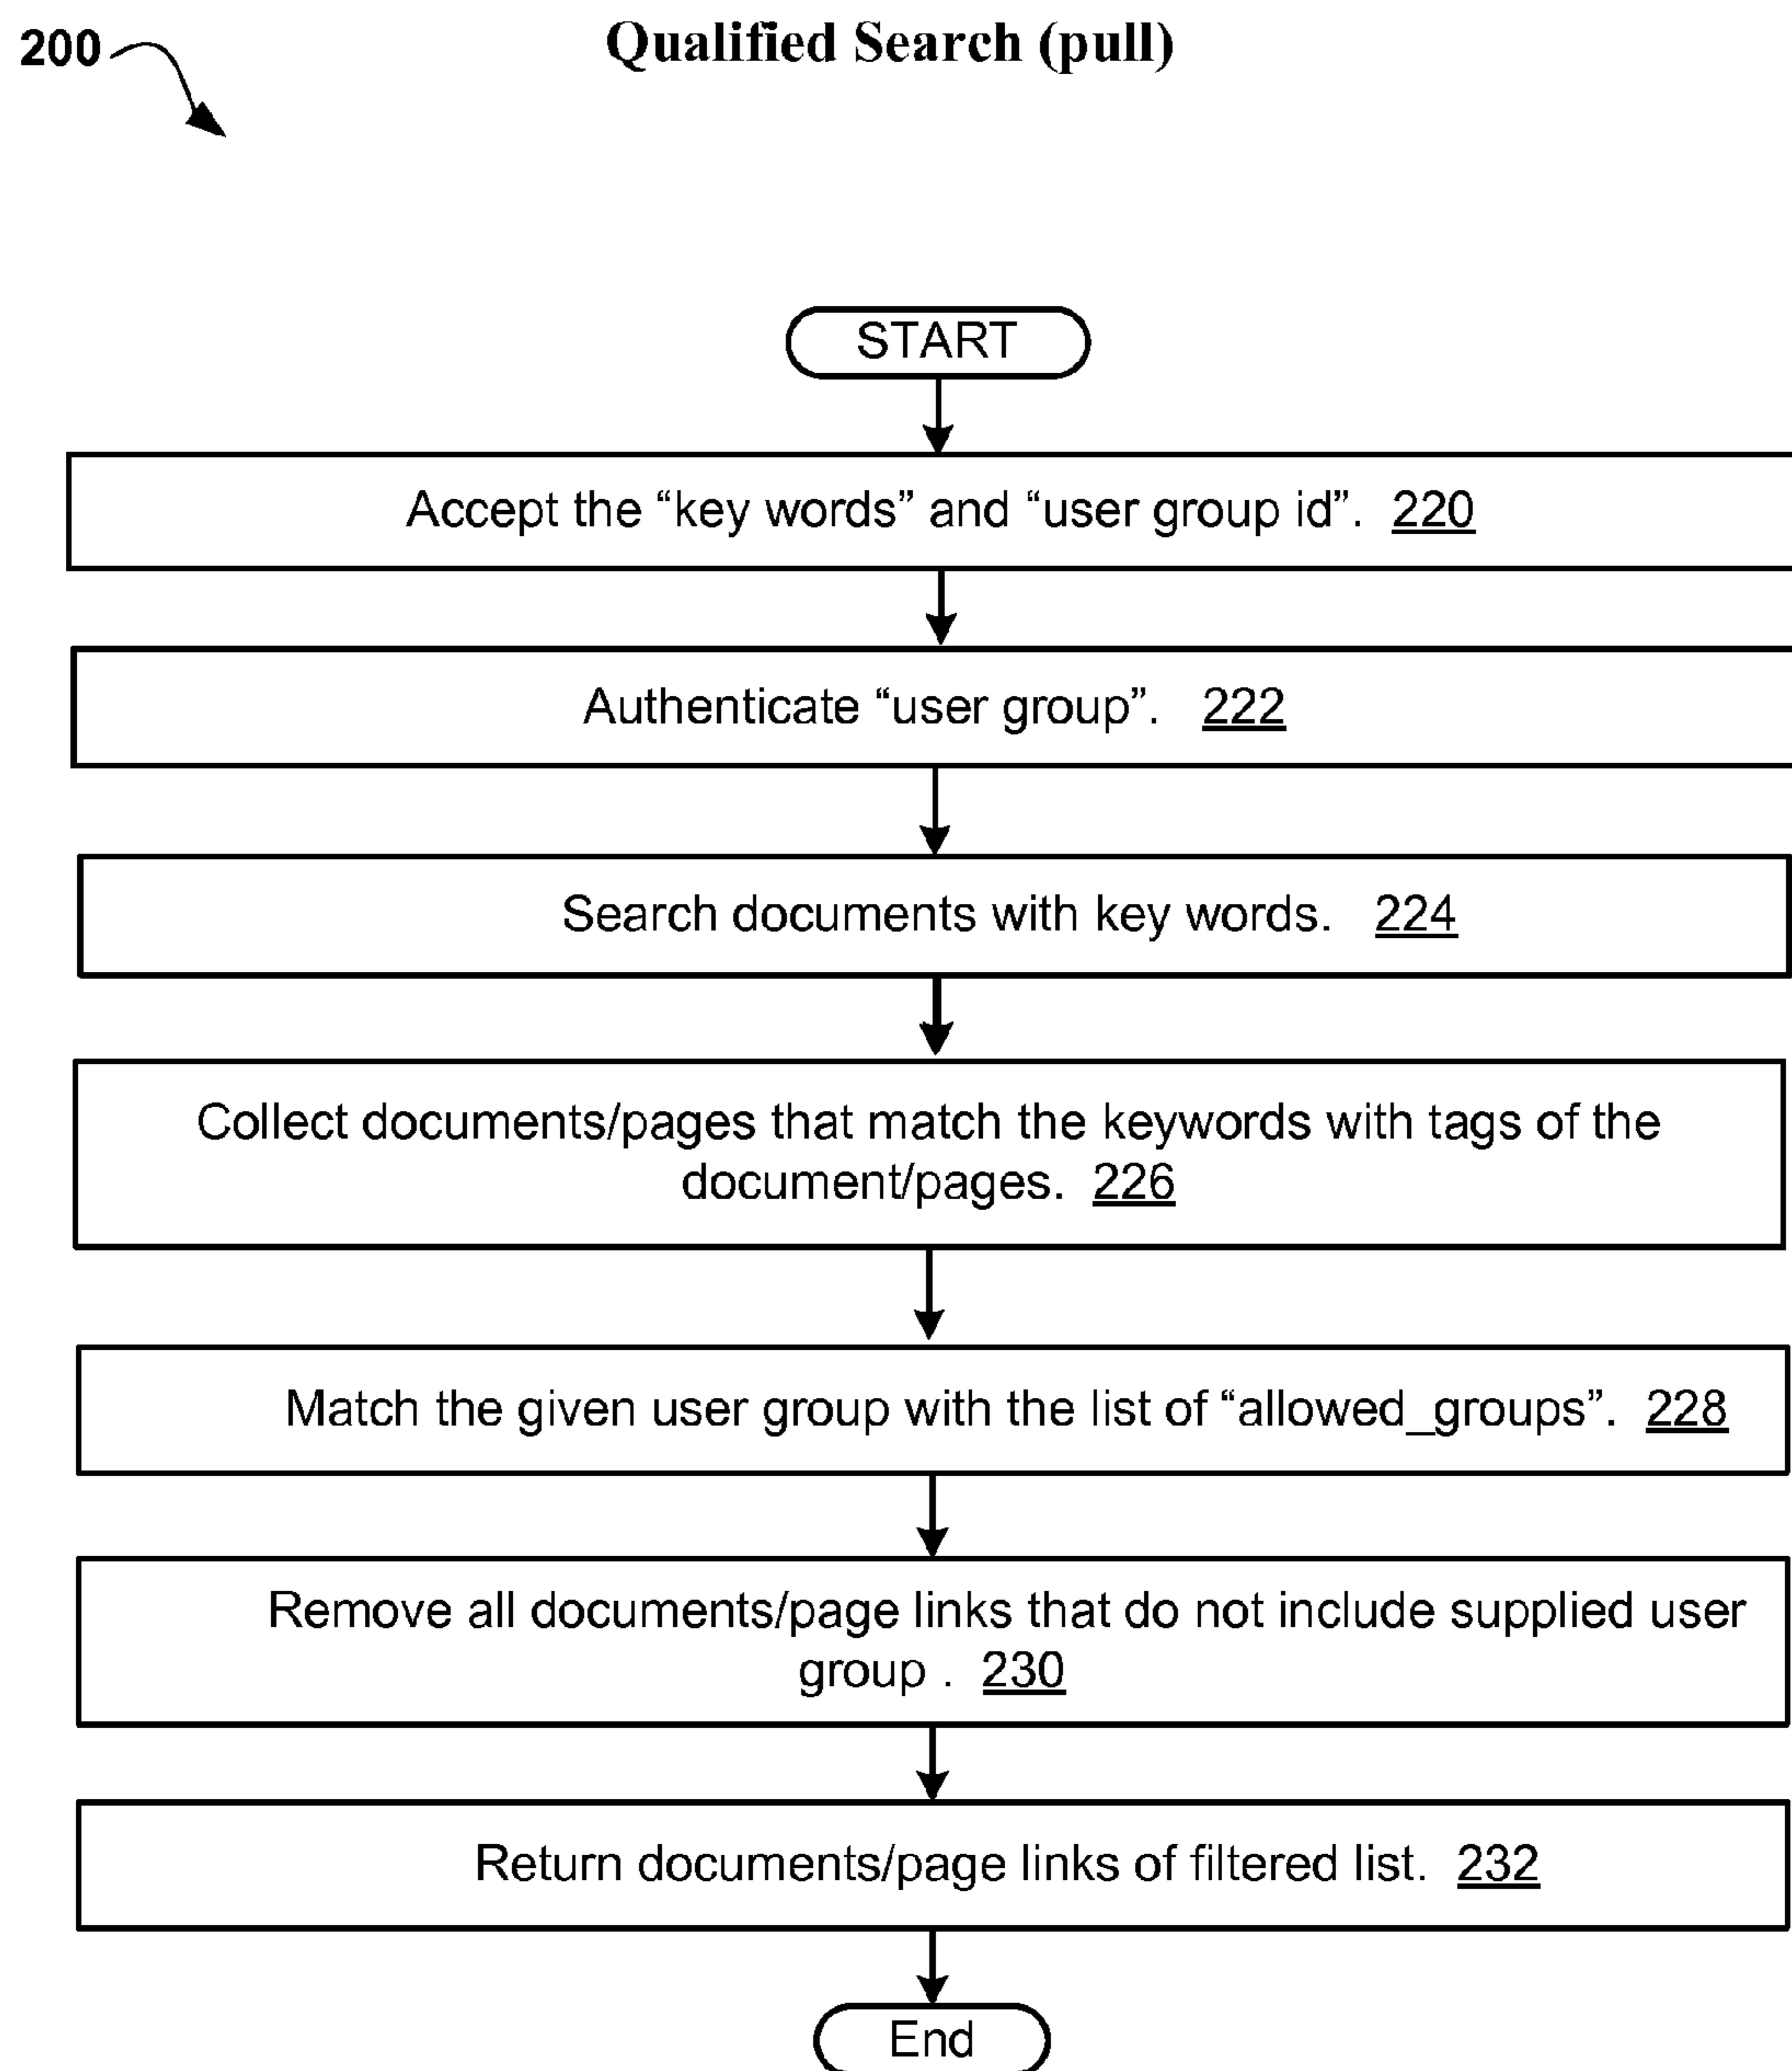 200
Qualified Search (pull)
START
Accept the “key words” and “user group id”. 220
Authenticate “user group”. 222
Search documents with key words. 224
Collect documents/pages that match the keywords with tags of the
document/pages. 226
Match the given user group with the list of “allowed_groups”. 228
Remove all documents/page links that do not include supplied user
group . 230
Return documents/page links of filtered list. 232
End